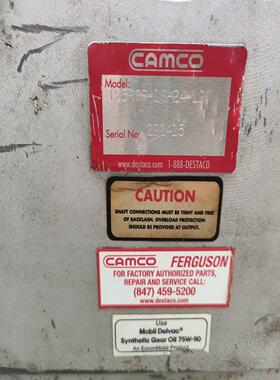 CAMCO
Model:
Serial No:
www.destaco.com 1-888-DESTACO
CAUTION
SHAFT CONNECTIONS MUST BE TIGHT AND FREE
OF BACKLASH. OVERLOAD PROTECTION
SHOULD BE PROVIDED AT OUTPUT.
CAMCO FERGUSON
FOR FACTORY AUTHORIZED PARTS,
REPAIR AND SERVICE CALL:
(847) 459-5200
www.destaco.com
Use
Mobil Delvac®
Synthetic Gear Oil 75W-90
An ExxonMobil Product